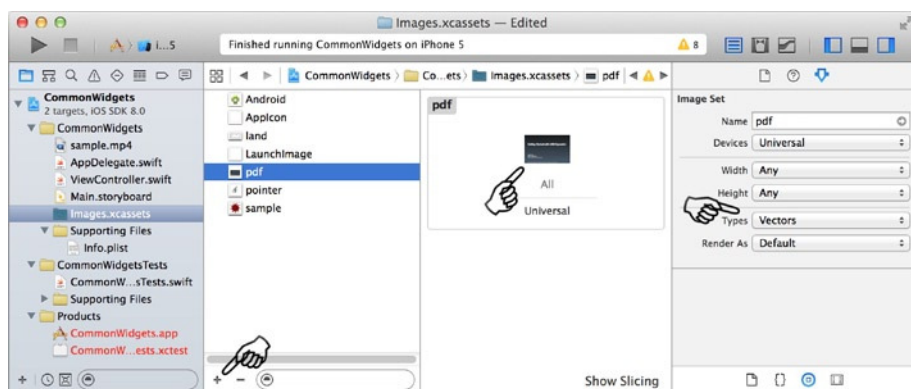 Images.xcassets — Edited
i...5
Finished running CommonWidgets on iPhone 5
8
CommonWidgets
Co...ets
Images.xcassets
pdf
CommonWidgets
2 targets, iOS SDK 8.0
CommonWidgets
sample.mp4
AppDelegate.swift
ViewController.swift
Main.storyboard
Images.xcassets
Supporting Files
Info.plist
CommonWidgetsTests
CommonW...sTests.swift
Supporting Files
Products
CommonWidgets.app
CommonW...ests.xctest
Android
AppIcon
land
LaunchImage
pdf
pointer
sample
pdf
All
Universal
Show Slicing
Image Set
Name pdf
Devices Universal
Width Any
Height Any
Types Vectors
Render As Default